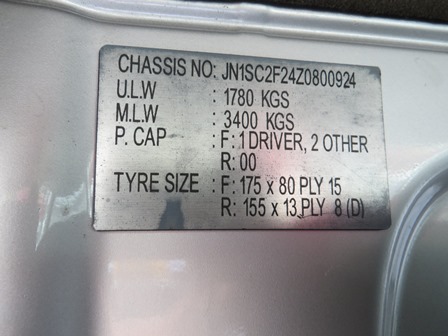 CHASSIS NO: JN1SC2F24Z0800924
U.L.W : 1780 KGS
M.L.W : 3400 KGS
P. CAP : F: 1 DRIVER, 2 OTHER
R: 00
TYRE SIZE : F: 175 x 80 PLY 15
R: 155 x 13 PLY 8 (D)